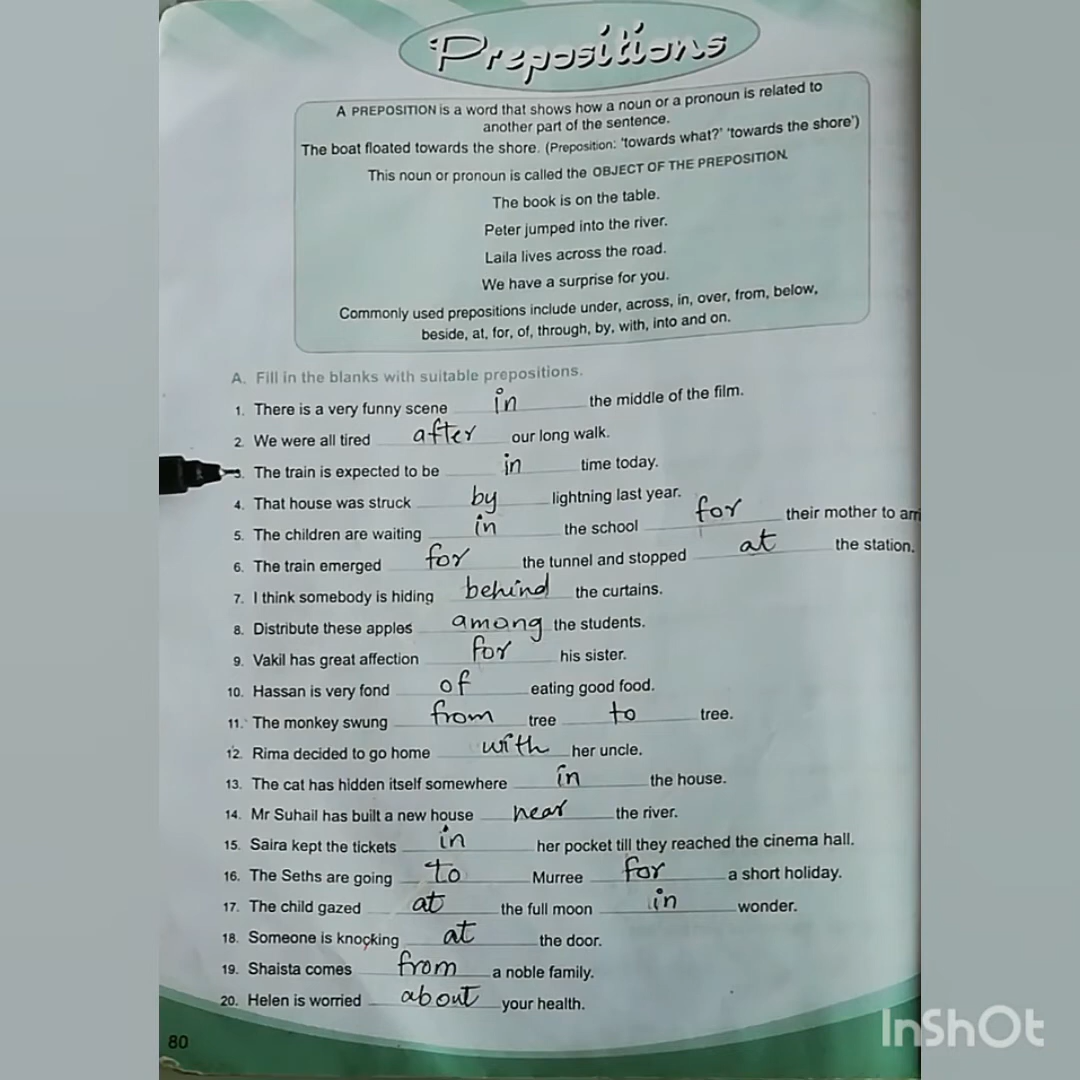 Prepositions
A PREPOSITION is a word that shows how a noun or a pronoun is related to
another part of the sentence.
The boat floated towards the shore. (Preposition: 'towards what?' 'towards the shore')
This noun or pronoun is called the OBJECT OF THE PREPOSITION.
The book is on the table.
Peter jumped into the river.
Laila lives across the road.
We have a surprise for you.
Commonly used prepositions include under, across, in, over, from, below,
beside, at, for, of, through, by, with, into and on.
A. Fill in the blanks with suitable prepositions.
1. There is a very funny scene in the middle of the film.
2. We were all tired after our long walk.
3. The train is expected to be in time today.
4. That house was struck by lightning last year.
5. The children are waiting in the school for their mother to arri
6. The train emerged for the tunnel and stopped at the station.
7. I think somebody is hiding behind the curtains.
8. Distribute these apples among the students.
9. Vakil has great affection for his sister.
10. Hassan is very fond of eating good food.
11. The monkey swung from tree to tree.
12. Rima decided to go home with her uncle.
13. The cat has hidden itself somewhere in the house.
14. Mr Suhail has built a new house near the river.
15. Saira kept the tickets in her pocket till they reached the cinema hall.
16. The Seths are going to Murree for a short holiday.
17. The child gazed at the full moon in wonder.
18. Someone is knocking at the door.
19. Shaista comes from a noble family.
20. Helen is worried about your health.
80
InShOt